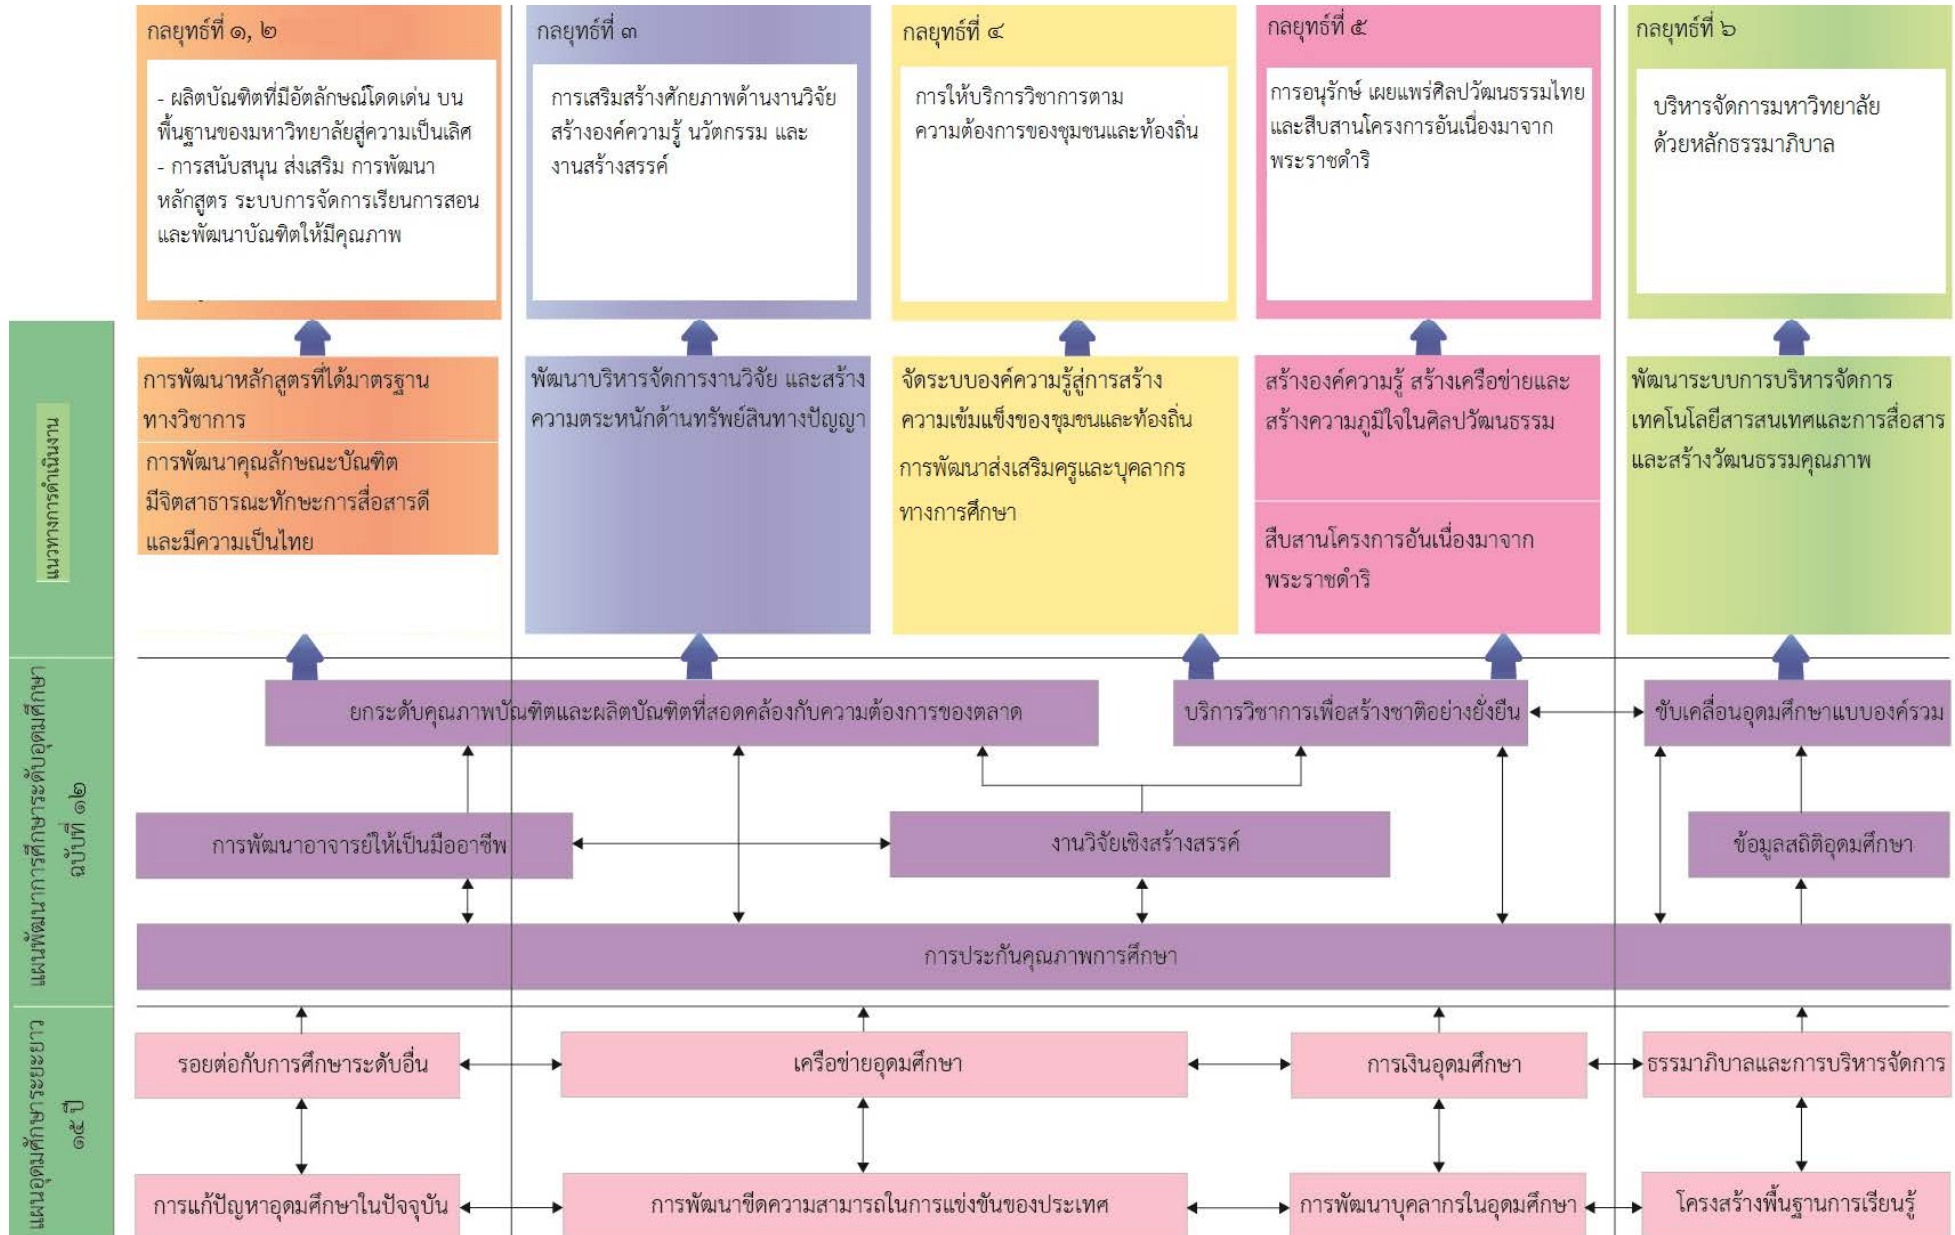 กลยุทธ์ที่ ๑, ๒
- ผลิตบัณฑิตที่มีอัตลักษณ์โดดเด่น บน
พื้นฐานของมหาวิทยาลัยสู่ความเป็นเลิศ
- การสนับสนุน ส่งเสริม การพัฒนา
หลักสูตร ระบบการจัดการเรียนการสอน
และพัฒนาบัณฑิตให้มีคุณภาพ
กลยุทธ์ที่ ๓
การเสริมสร้างศักยภาพด้านงานวิจัย
สร้างองค์ความรู้ นวัตกรรม และ
งานสร้างสรรค์
กลยุทธ์ที่ ๔
การให้บริการวิชาการตาม
ความต้องการของชุมชนและท้องถิ่น
กลยุทธ์ที่ ๕
การอนุรักษ์ เผยแพร่ศิลปวัฒนธรรมไทย
และสืบสานโครงการอันเนื่องมาจาก
พระราชดำริ
กลยุทธ์ที่ ๖
บริหารจัดการมหาวิทยาลัย
ด้วยหลักธรรมาภิบาล
แนวทางการดำเนินงาน
การพัฒนาหลักสูตรที่ได้มาตรฐาน
ทางวิชาการ
การพัฒนาคุณลักษณะบัณฑิต
มีจิตสาธารณะทักษะการสื่อสารดี
และมีความเป็นไทย
พัฒนาบริหารจัดการงานวิจัย และสร้าง
ความตระหนักด้านทรัพย์สินทางปัญญา
จัดระบบองค์ความรู้สู่การสร้าง
ความเข้มแข็งของชุมชนและท้องถิ่น
การพัฒนาส่งเสริมครูและบุคลากร
ทางการศึกษา
สร้างองค์ความรู้ สร้างเครือข่ายและ
สร้างความภูมิใจในศิลปวัฒนธรรม
สืบสานโครงการอันเนื่องมาจาก
พระราชดำริ
พัฒนาระบบการบริหารจัดการ
เทคโนโลยีสารสนเทศและการสื่อสาร
และสร้างวัฒนธรรมคุณภาพ
แผนพัฒนาการศึกษาระดับอุดมศึกษา
ฉบับที่ ๑๒
ยกระดับคุณภาพบัณฑิตและผลิตบัณฑิตที่สอดคล้องกับความต้องการของตลาด
บริการวิชาการเพื่อสร้างชาติอย่างยั่งยืน
ขับเคลื่อนอุดมศึกษาแบบองค์รวม
การพัฒนาอาจารย์ให้เป็นมืออาชีพ
งานวิจัยเชิงสร้างสรรค์
ข้อมูลสถิติอุดมศึกษา
การประกันคุณภาพการศึกษา
แผนอุดมศึกษาระยะยาว
๑๕ ปี
รอยต่อกับการศึกษาระดับอื่น
เครือข่ายอุดมศึกษา
การเงินอุดมศึกษา
ธรรมาภิบาลและการบริหารจัดการ
การแก้ปัญหาอุดมศึกษาในปัจจุบัน
การพัฒนาขีดความสามารถในการแข่งขันของประเทศ
การพัฒนาบุคลากรในอุดมศึกษา
โครงสร้างพื้นฐานการเรียนรู้